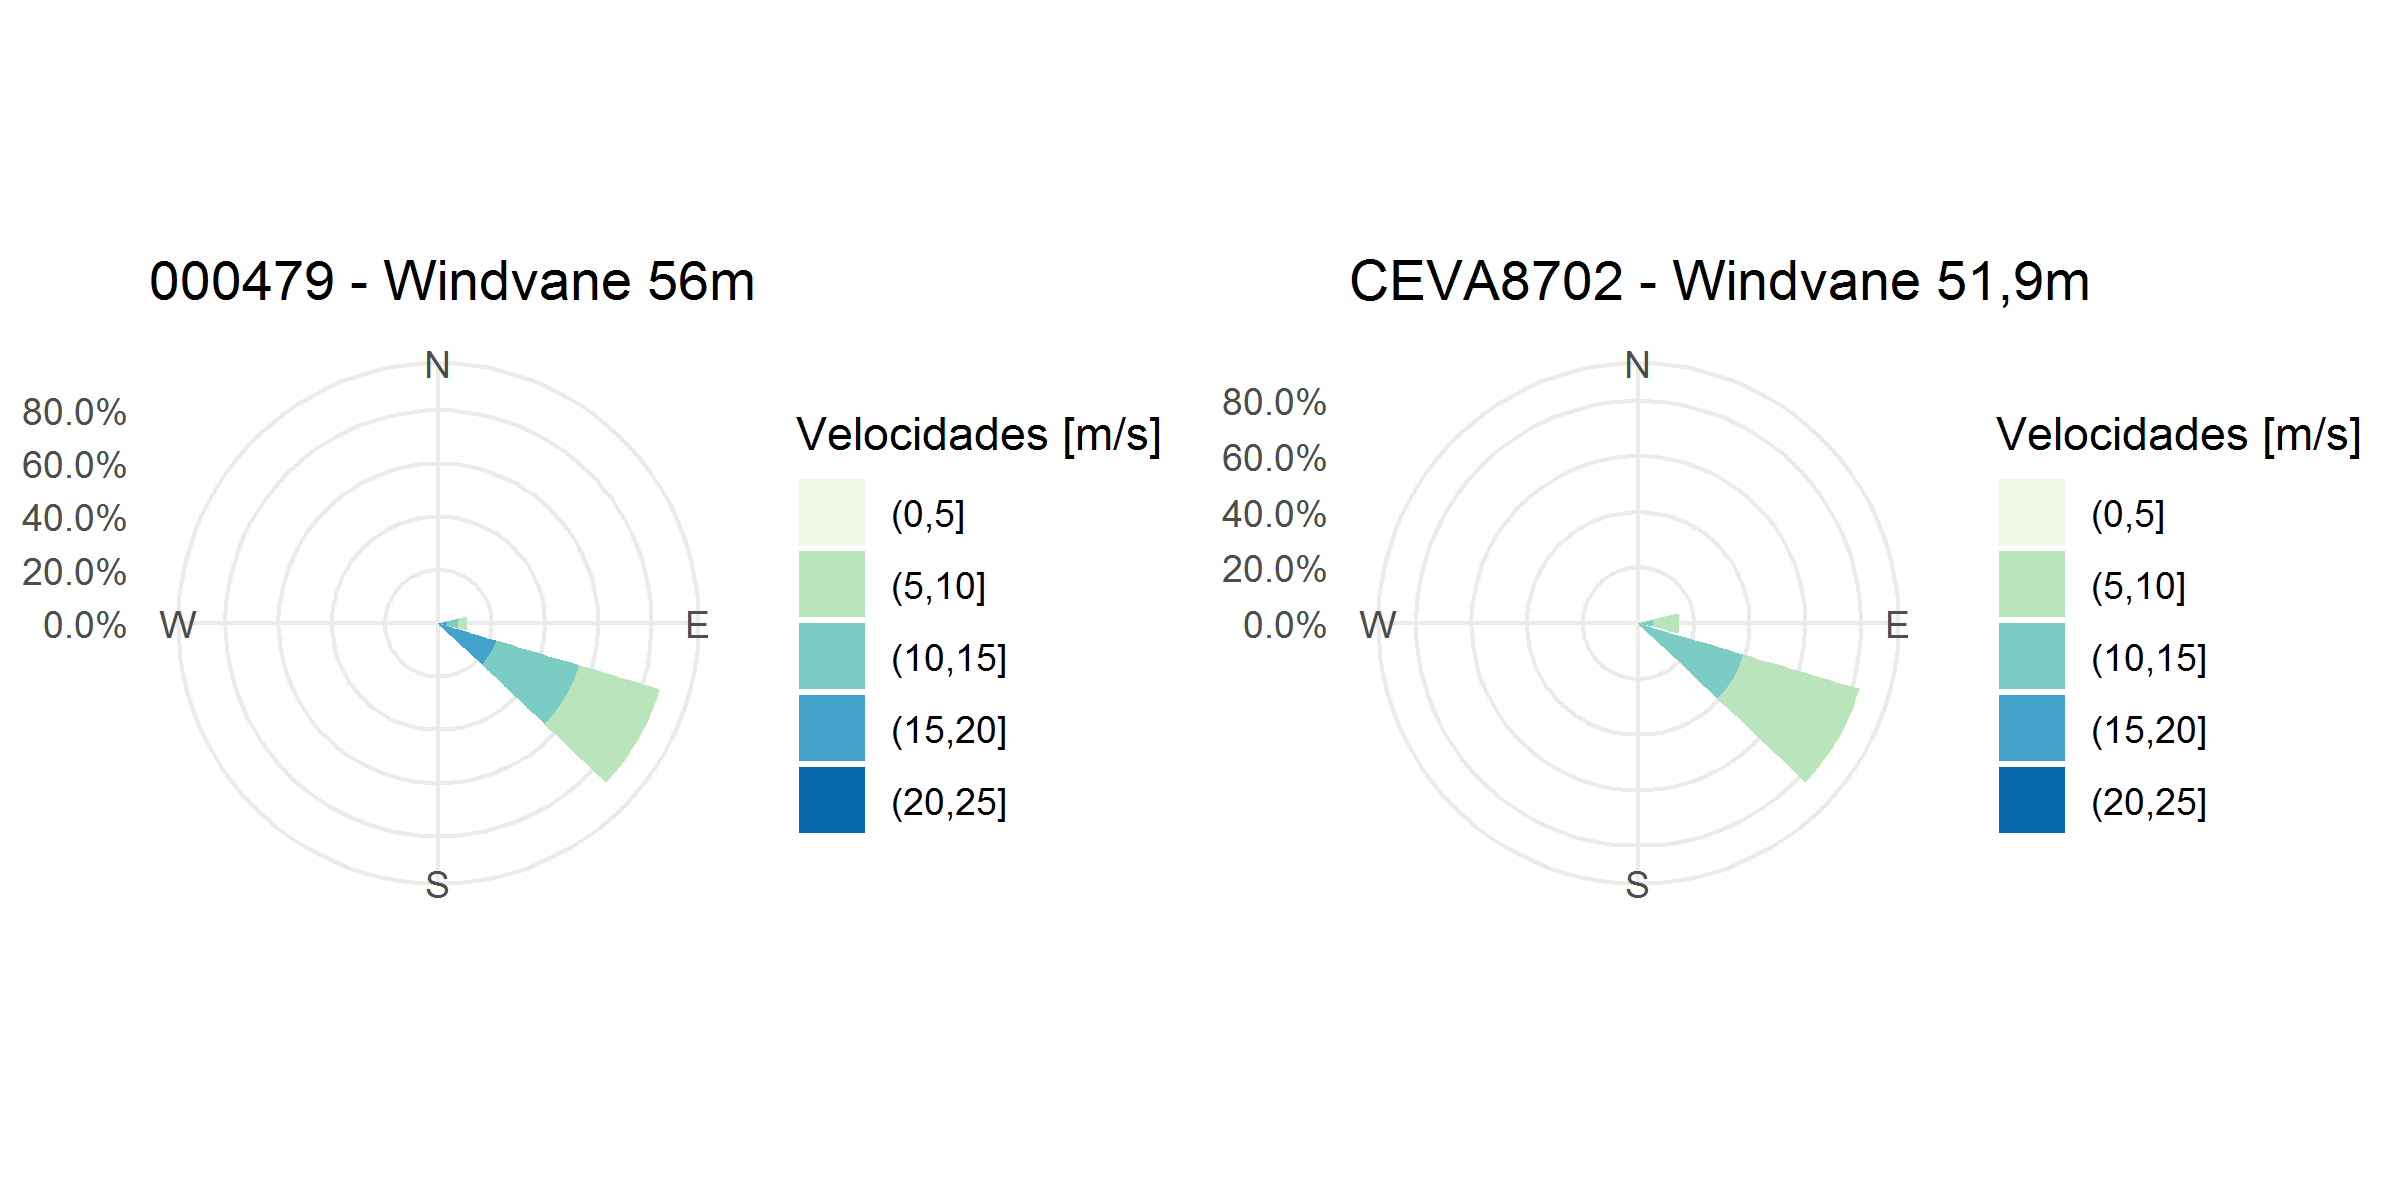 000479 - Windvane 56m
N
80.0%
60.0%
40.0%
20.0%
0.0%
W
E
S
Velocidades [m/s]
(0,5]
(5,10]
(10,15]
(15,20]
(20,25]
CEVA8702 - Windvane 51,9m
N
80.0%
60.0%
40.0%
20.0%
0.0%
W
E
S
Velocidades [m/s]
(0,5]
(5,10]
(10,15]
(15,20]
(20,25]